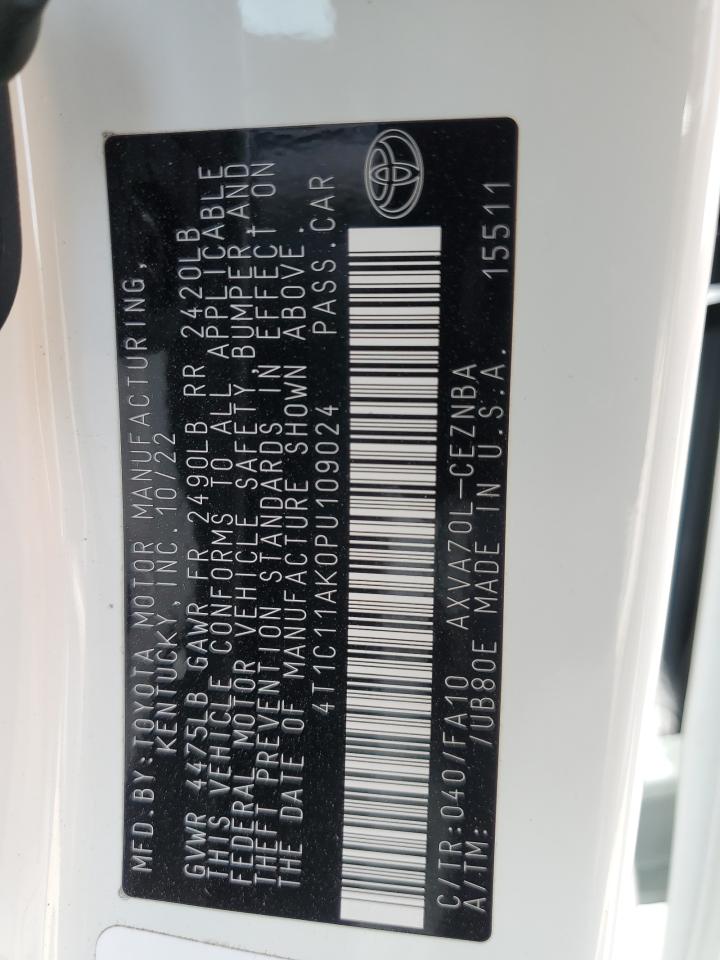 MFD.BY:TOYOTA MOTOR MANUFACTURING,
KENTUCKY, INC. 10/22
GVWR 4475LB GAWR FR 2490LB RR 2420LB
THIS VEHICLE CONFORMS TO ALL APPLICABLE
FEDERAL MOTOR VEHICLE SAFETY, BUMPER, AND
THEFT PREVENTION STANDARDS IN EFFECT ON
THE DATE OF MANUFACTURE SHOWN ABOVE.
4T1C11AK0PU109024 PASS.CAR
C/TR:040/FA10 AXVA70L-CEZNBA
A/TM: /UB80E MADE IN U.S.A. 15511